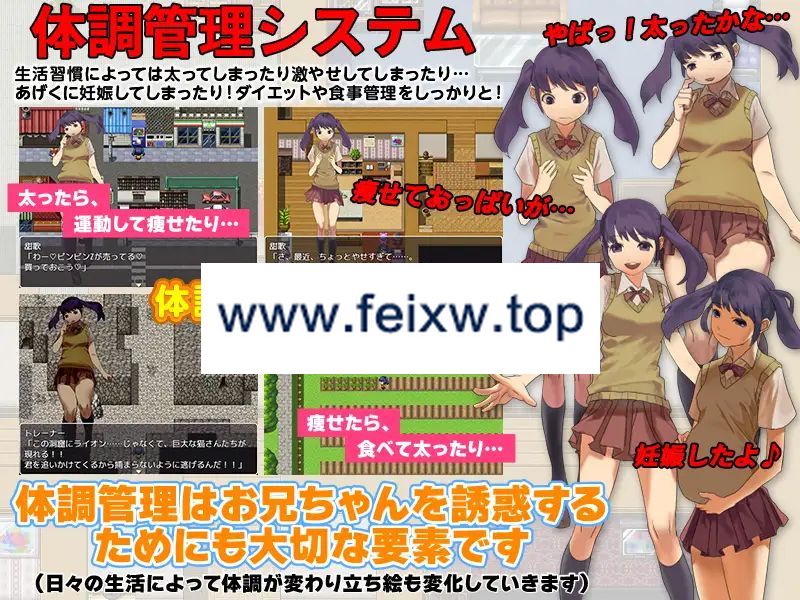 体調管理システム
生活習慣によっては太ってしまったり激やせしてしまったり…
あげくに妊娠してしまったり！ダイエットや食事管理をしっかりと！
やばっ！太ったかな…
太ったら、
運動して痩せたり…
痩せておっぱいが…
甜歌
「わー♡ピンピンZが売ってる♡
買っておこう♡」
甜歌
「さ、最近、ちょっとやせすぎて……。
体調
www.feixw.top
トレーナー
「この洞窟にライオン……じゃなくて、巨大な猫さんたちが
現れる！！
君を追いかけてくるから捕まらないように逃げるんだ！！」
痩せたら、
食べて太ったり…
妊娠したよ♪
体調管理はお兄ちゃんを誘惑する
ためにも大切な要素です
（日々の生活によって体調が変わり立ち絵も変化していきます）